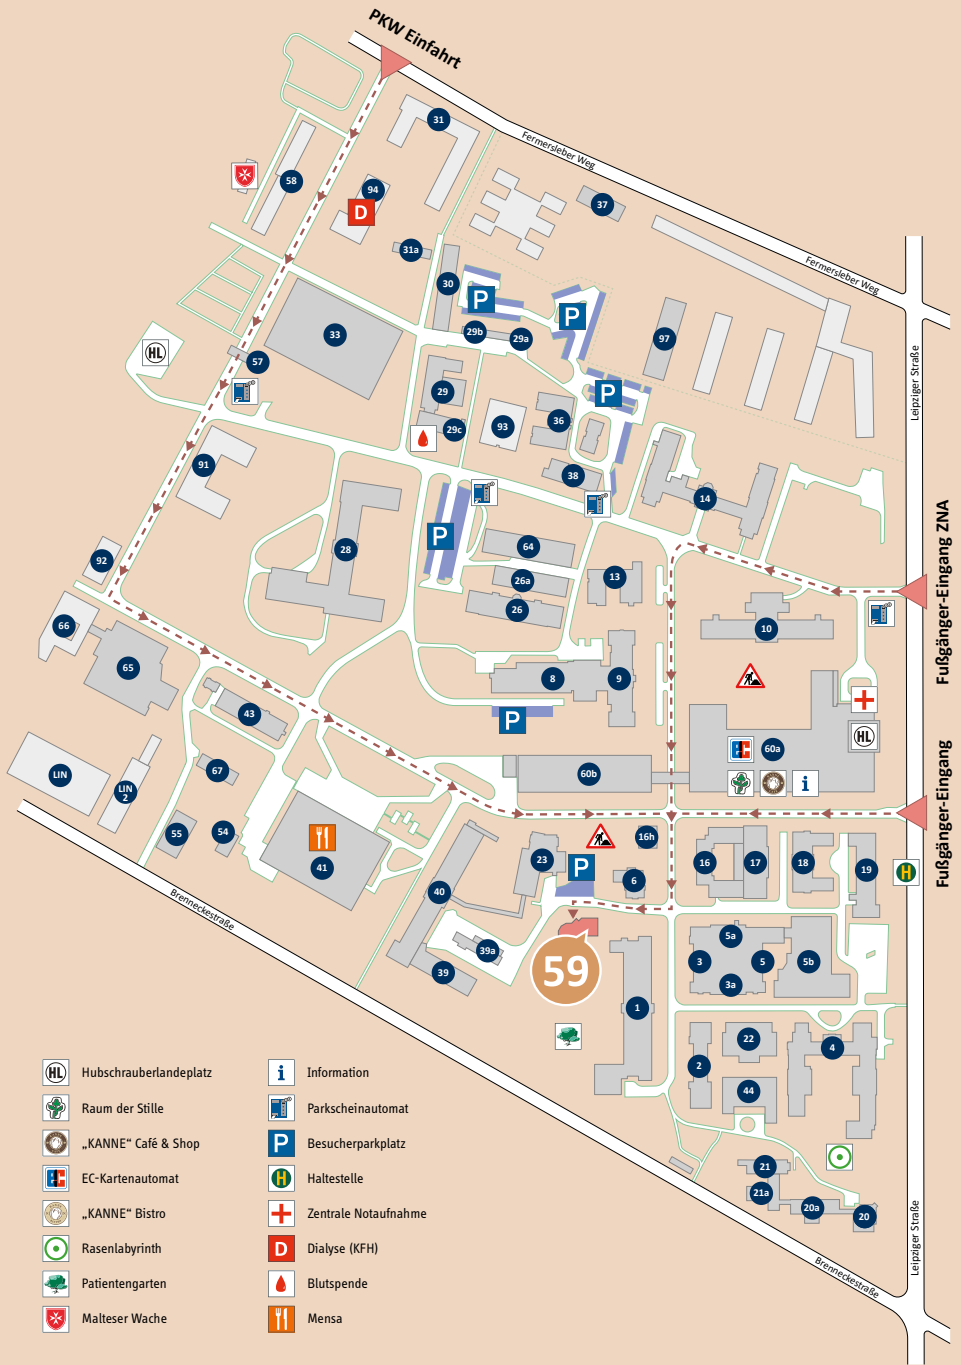 PKW Einfahrt
31
Fermersleber Weg
58
94
D
37
31a
Fermersleber Weg
30
P
P
33
29b
29a
97
HL
57
Leipziger Straße
29
P
36
93
29c
91
38
14
P
28
64
92
26a
13
26
Fußgänger-Eingang ZNA
66
10
65
8
9
43
P
HL
60a
LIN
67
60b
LIN
2
i
Fußgänger-Eingang
55
54
16h
41
23
P
16
17
18
19
H
6
40
Brenneckestraße
5a
39a
3
5
5b
59
39
3a
1
22
4
2
44
21
21a
20a
20
Leipziger Straße
Brenneckestraße
HL Hubschrauberlandeplatz
Raum der Stille
„KANNE“ Café & Shop
EC-Kartenautomat
„KANNE“ Bistro
Rasenlabyrinth
Patientengarten
Malteser Wache
i Information
Parkscheinautomat
P Besucherparkplatz
H Haltestelle
Zentrale Notaufnahme
D Dialyse (KFH)
Blutspende
Mensa